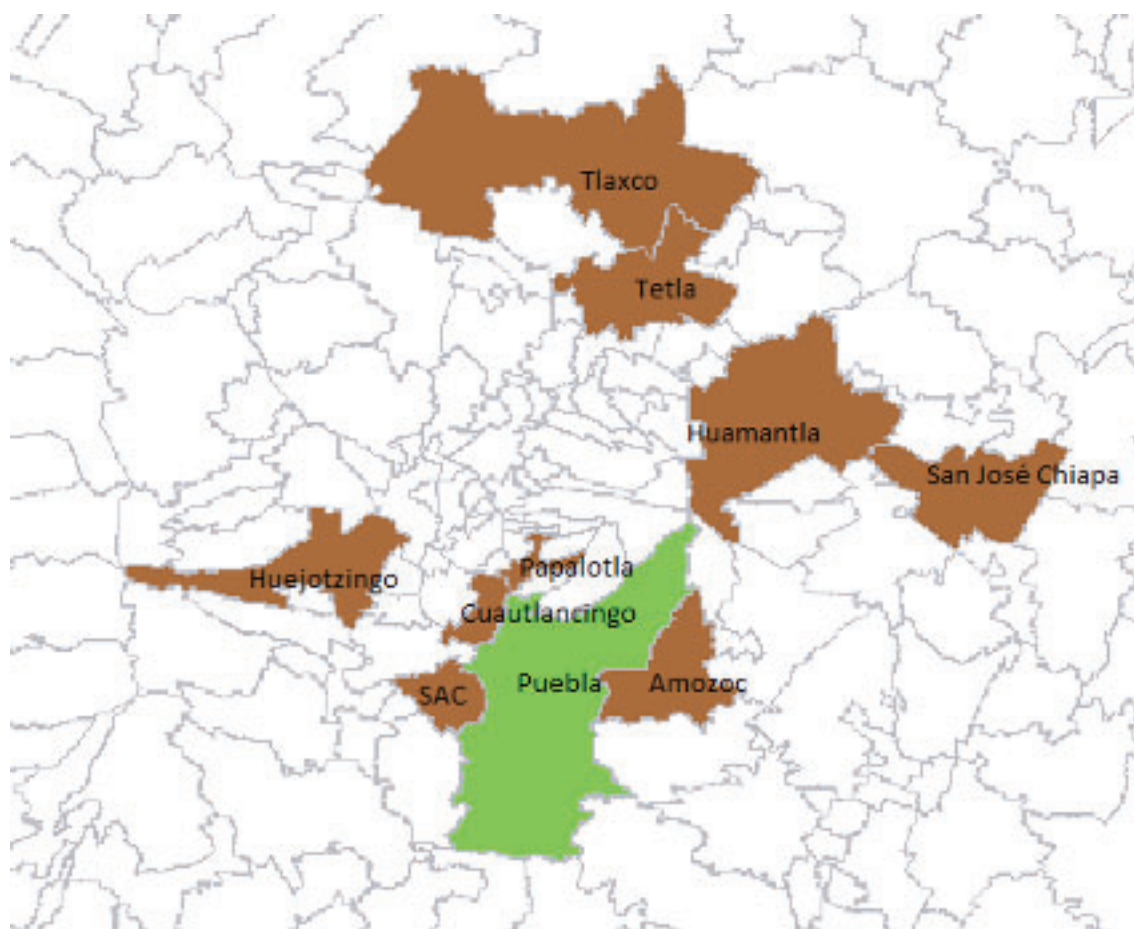 Tlaxco
Tetla
Huamantla
San José Chiapa
Papalotla
Huejotzingo
Cuautlancingo
Puebla
Amozoc
SAC